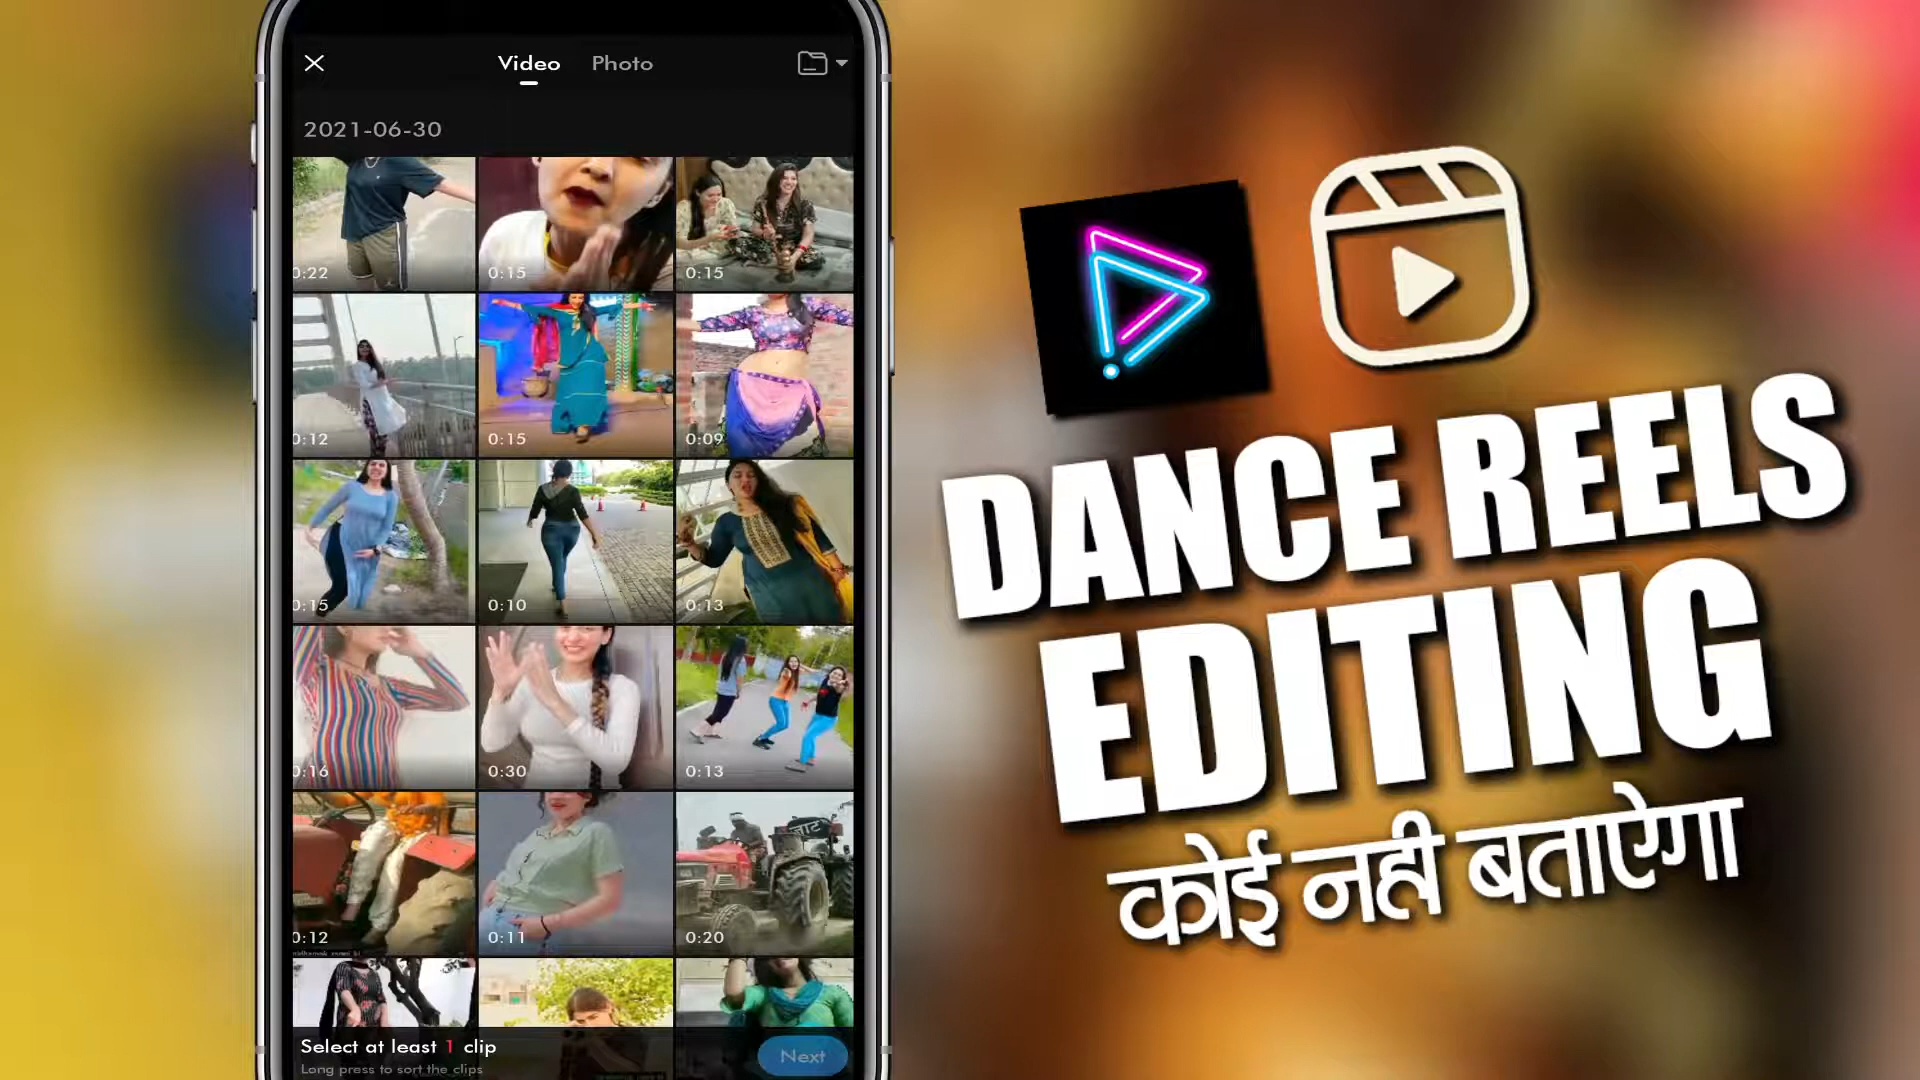 Video Photo
2021-06-30
0:22 0:15 0:15
0:12 0:15 0:09
0:15 0:10 0:13
0:16 0:30 0:13
जाट
0:12 0:11 0:20
Select at least 1 clip
Long press to sort the clips
Next
DANCE REELS
EDITING
कोई नही बताऐगा